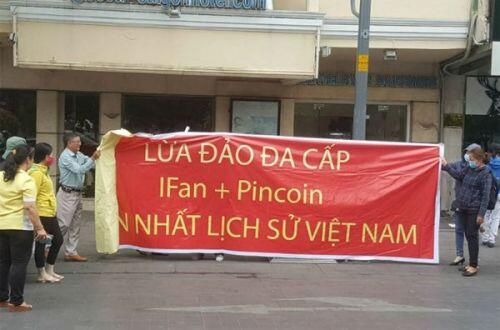 LỪA ĐẢO ĐA CẤP
IFan + Pincoin
N NHẤT LỊCH SỬ VIỆT NAM